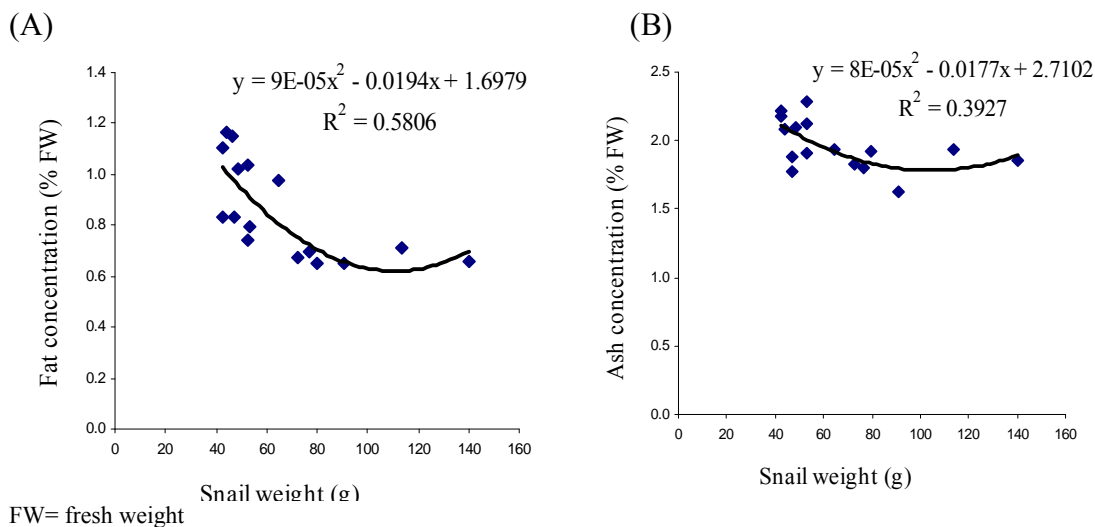 (A)
y = 9E-05x² - 0.0194x + 1.6979
R² = 0.5806
Fat concentration (% FW)
1.4
1.2
1.0
0.8
0.6
0.4
0.2
0.0
0 20 40 60 80 100 120 140 160
Snail weight (g)
(B)
y = 8E-05x² - 0.0177x + 2.7102
R² = 0.3927
Ash concentration (% FW)
2.5
2.0
1.5
1.0
0.5
0.0
0 20 40 60 80 100 120 140 160
Snail weight (g)
FW= fresh weight